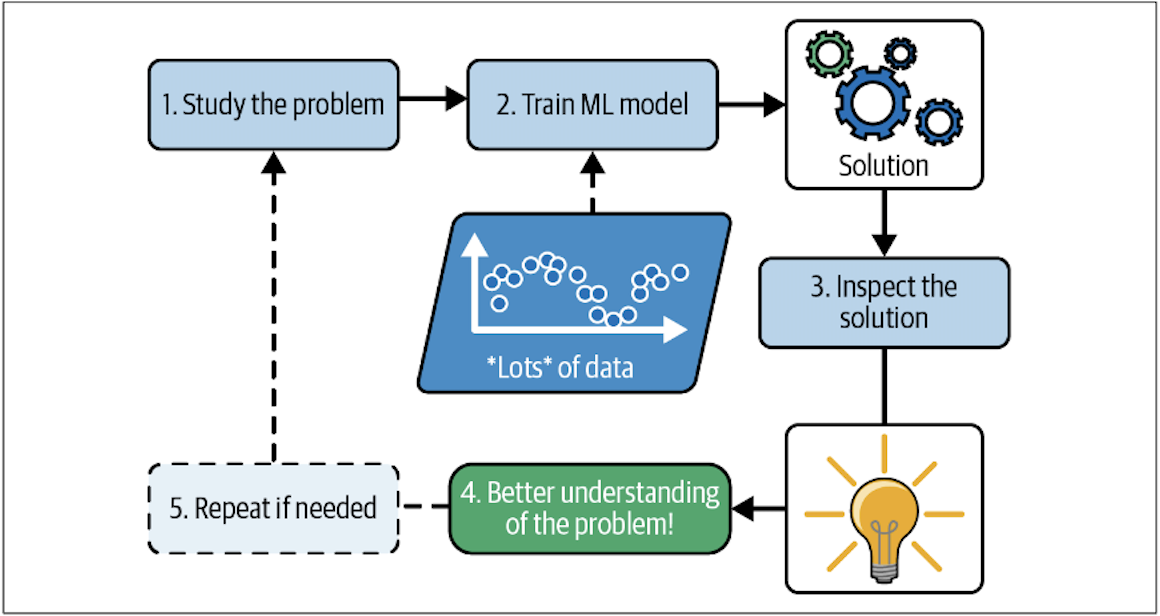 1. Study the problem
2. Train ML model
Solution
*Lots* of data
3. Inspect the
solution
4. Better understanding
of the problem!
5. Repeat if needed